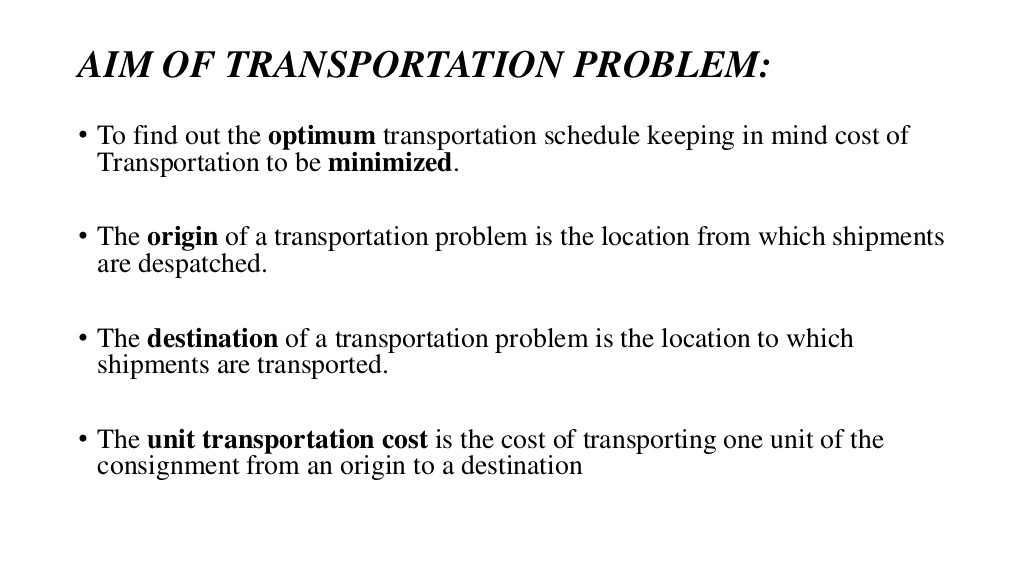 AIM OF TRANSPORTATION PROBLEM:
• To find out the optimum transportation schedule keeping in mind cost of
Transportation to be minimized.
• The origin of a transportation problem is the location from which shipments
are despatched.
• The destination of a transportation problem is the location to which
shipments are transported.
• The unit transportation cost is the cost of transporting one unit of the
consignment from an origin to a destination